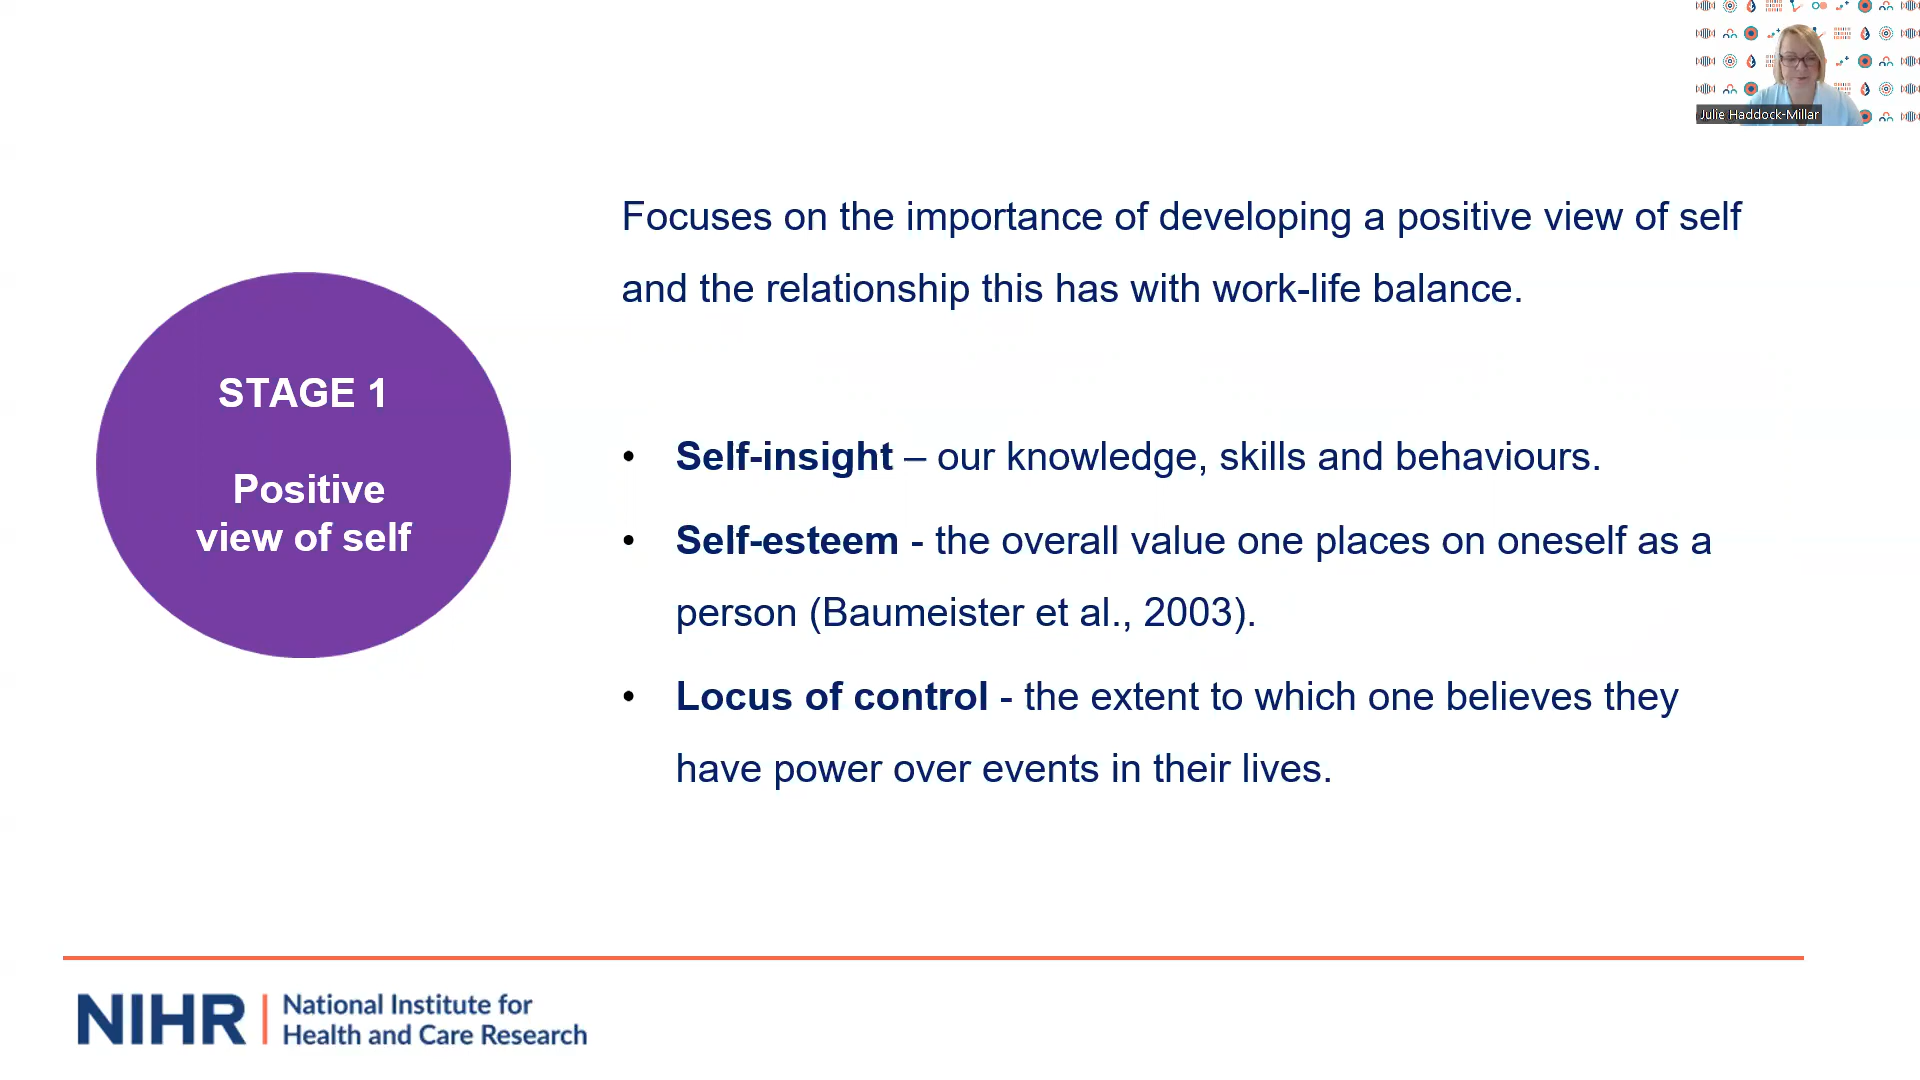 Julie Haddock-Millar
Focuses on the importance of developing a positive view of self
and the relationship this has with work-life balance.
STAGE 1
Positive
view of self
• Self-insight – our knowledge, skills and behaviours.
• Self-esteem - the overall value one places on oneself as a
person (Baumeister et al., 2003).
• Locus of control - the extent to which one believes they
have power over events in their lives.
NIHR | National Institute for
Health and Care Research